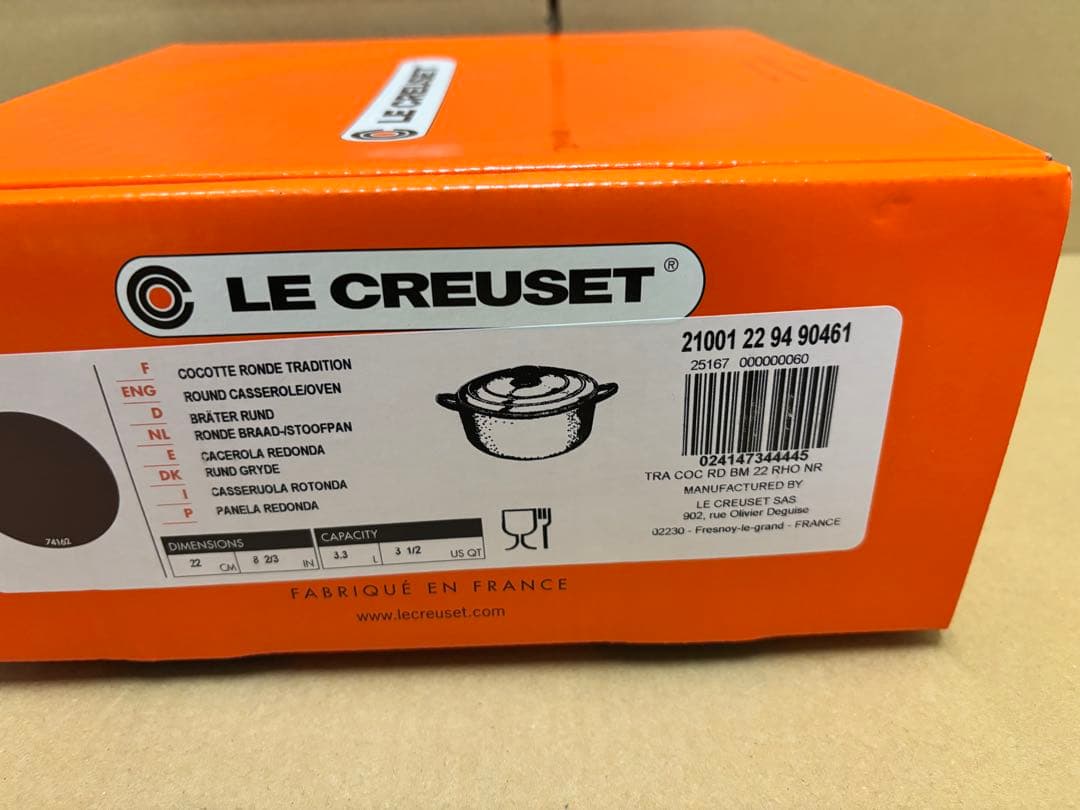 LE CREUSET
LE CREUSET®
F COCOTTE RONDE TRADITION
ENG ROUND CASSEROLE/OVEN
D BRÄTER RUND
NL RONDE BRAAD-/STOOFPAN
E CACEROLA REDONDA
DK RUND GRYDE
I CASSERUOLA ROTONDA
P PANELA REDONDA
74162
DIMENSIONS
22 CM 8 2/3 IN
CAPACITY
3.3 L 3 1/2 US QT
21001 22 94 90461
25167 000000060
024147344445
TRA COC RD BM 22 RHO NR
MANUFACTURED BY
LE CREUSET SAS
902, rue Olivier Deguise
02230 - Fresnoy-le-grand - FRANCE
FABRIQUÉ EN FRANCE
www.lecreuset.com